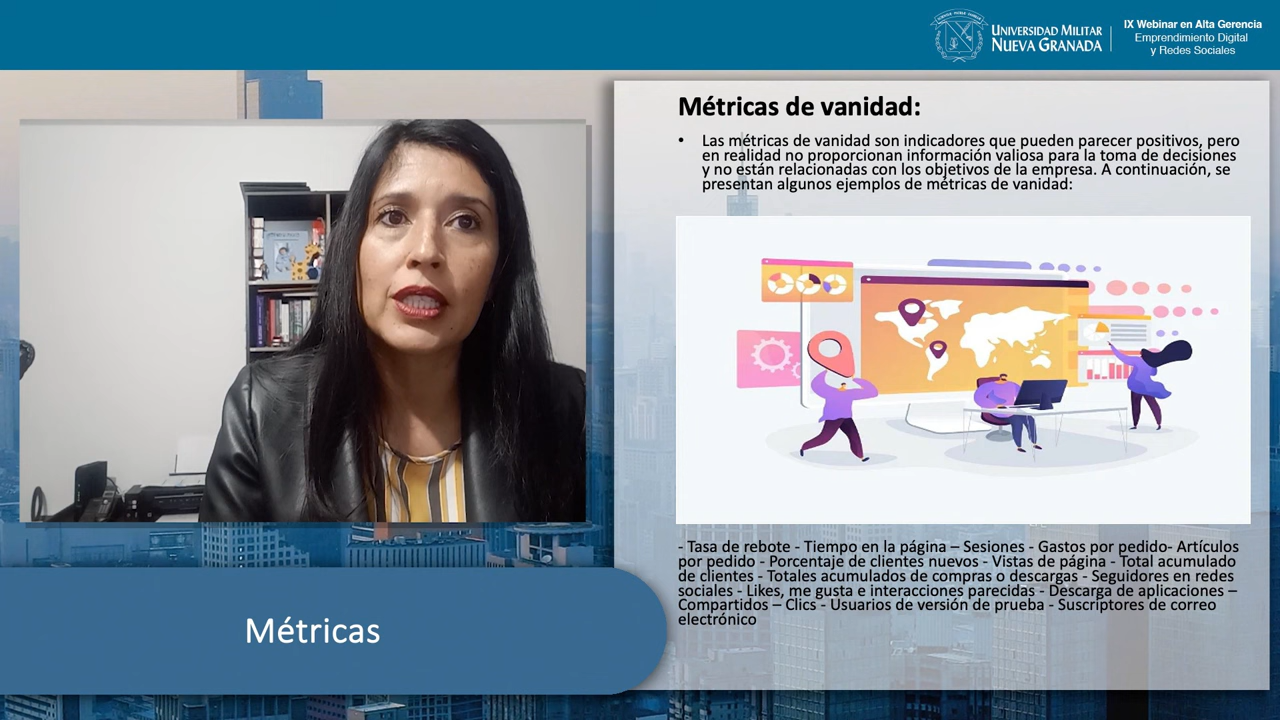 UNIVERSIDAD MILITAR
NUEVA GRANADA
IX Webinar en Alta Gerencia
Emprendimiento Digital
y Redes Sociales
Métricas de vanidad:
• Las métricas de vanidad son indicadores que pueden parecer positivos, pero
en realidad no proporcionan información valiosa para la toma de decisiones
y no están relacionadas con los objetivos de la empresa. A continuación, se
presentan algunos ejemplos de métricas de vanidad:
- Tasa de rebote - Tiempo en la página – Sesiones - Gastos por pedido- Artículos
por pedido - Porcentaje de clientes nuevos - Vistas de página - Total acumulado
de clientes - Totales acumulados de compras o descargas - Seguidores en redes
sociales - Likes, me gusta e interacciones parecidas - Descarga de aplicaciones –
Compartidos – Clics - Usuarios de versión de prueba - Suscriptores de correo
electrónico
Métricas